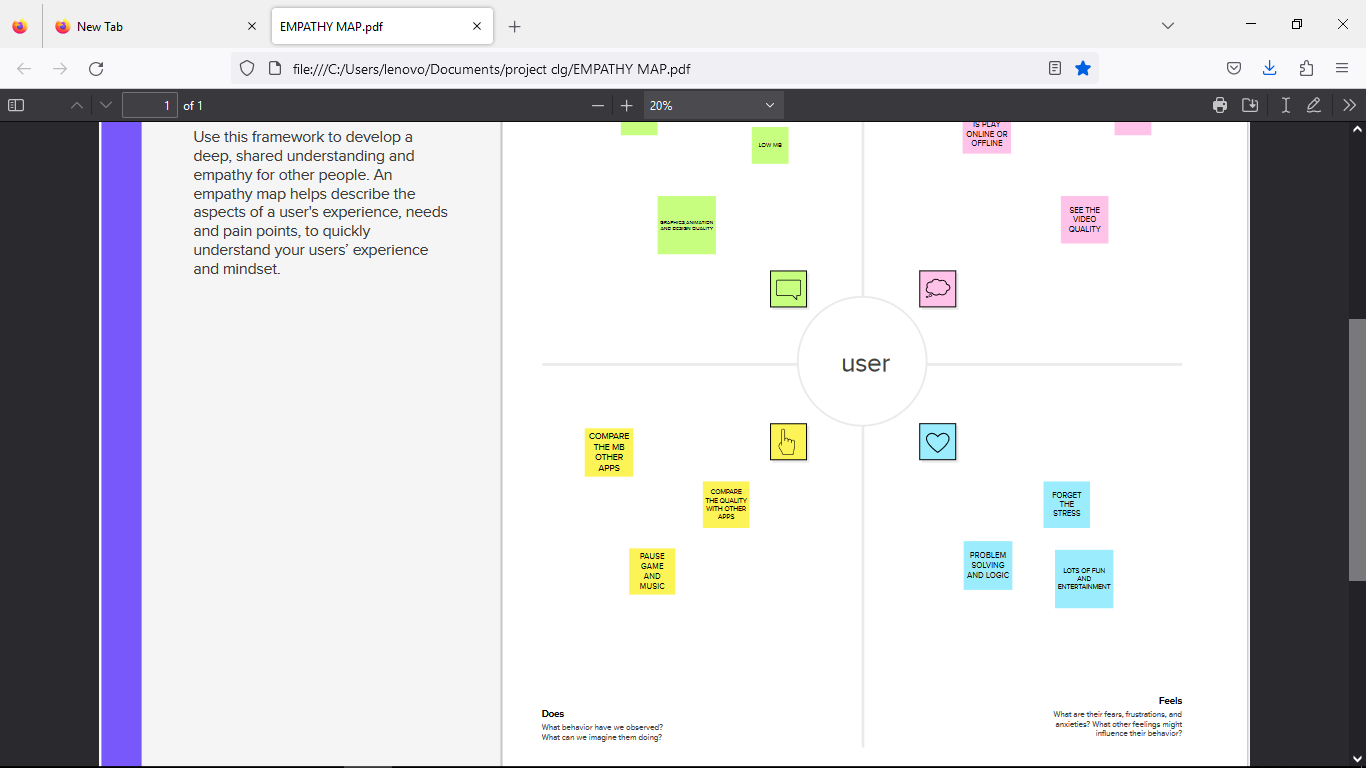 New Tab
EMPATHY MAP.pdf
file:///C:/Users/lenovo/Documents/project clg/EMPATHY MAP.pdf
1 of 1
20%
Use this framework to develop a
deep, shared understanding and
empathy for other people. An
empathy map helps describe the
aspects of a user's experience, needs
and pain points, to quickly
understand your users’ experience
and mindset.
LOW MB
GRAPHICS,ANIMATION
AND DESIGN QUALITY
IS PLAY
ONLINE OR
OFFLINE
SEE THE
VIDEO
QUALITY
user
COMPARE
THE MB
OTHER
APPS
COMPARE
THE QUALITY
WITH OTHER
APPS
PAUSE
GAME
AND
MUSIC
FORGET
THE
STRESS
PROBLEM
SOLVING
AND LOGIC
LOTS OF FUN
AND
ENTERTAINMENT
Does
What behavior have we observed?
What can we imagine them doing?
Feels
What are their fears, frustrations, and
anxieties? What other feelings might
influence their behavior?